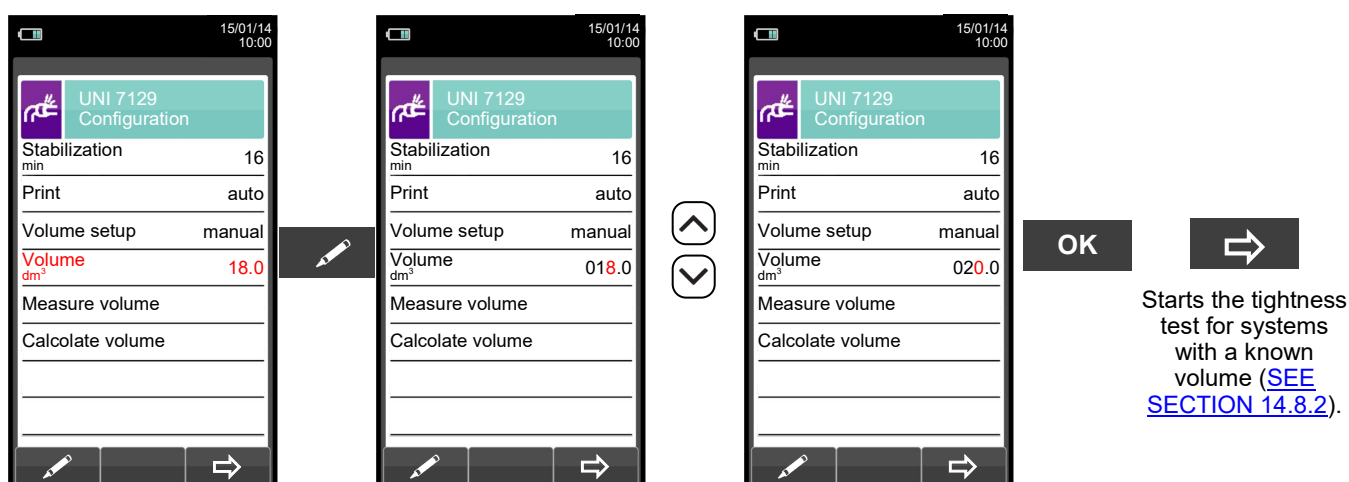 15/01/14
10:00
UNI 7129
Configuration
Stabilization
min
16
Print
auto
Volume setup
manual
Volume
dm³
18.0
Measure volume
Calcolate volume
15/01/14
10:00
UNI 7129
Configuration
Stabilization
min
16
Print
auto
Volume setup
manual
Volume
dm³
018.0
Measure volume
Calcolate volume
15/01/14
10:00
UNI 7129
Configuration
Stabilization
min
16
Print
auto
Volume setup
manual
Volume
dm³
020.0
Measure volume
Calcolate volume
OK
Starts the tightness
test for systems
with a known
volume (SEE
SECTION 14.8.2).